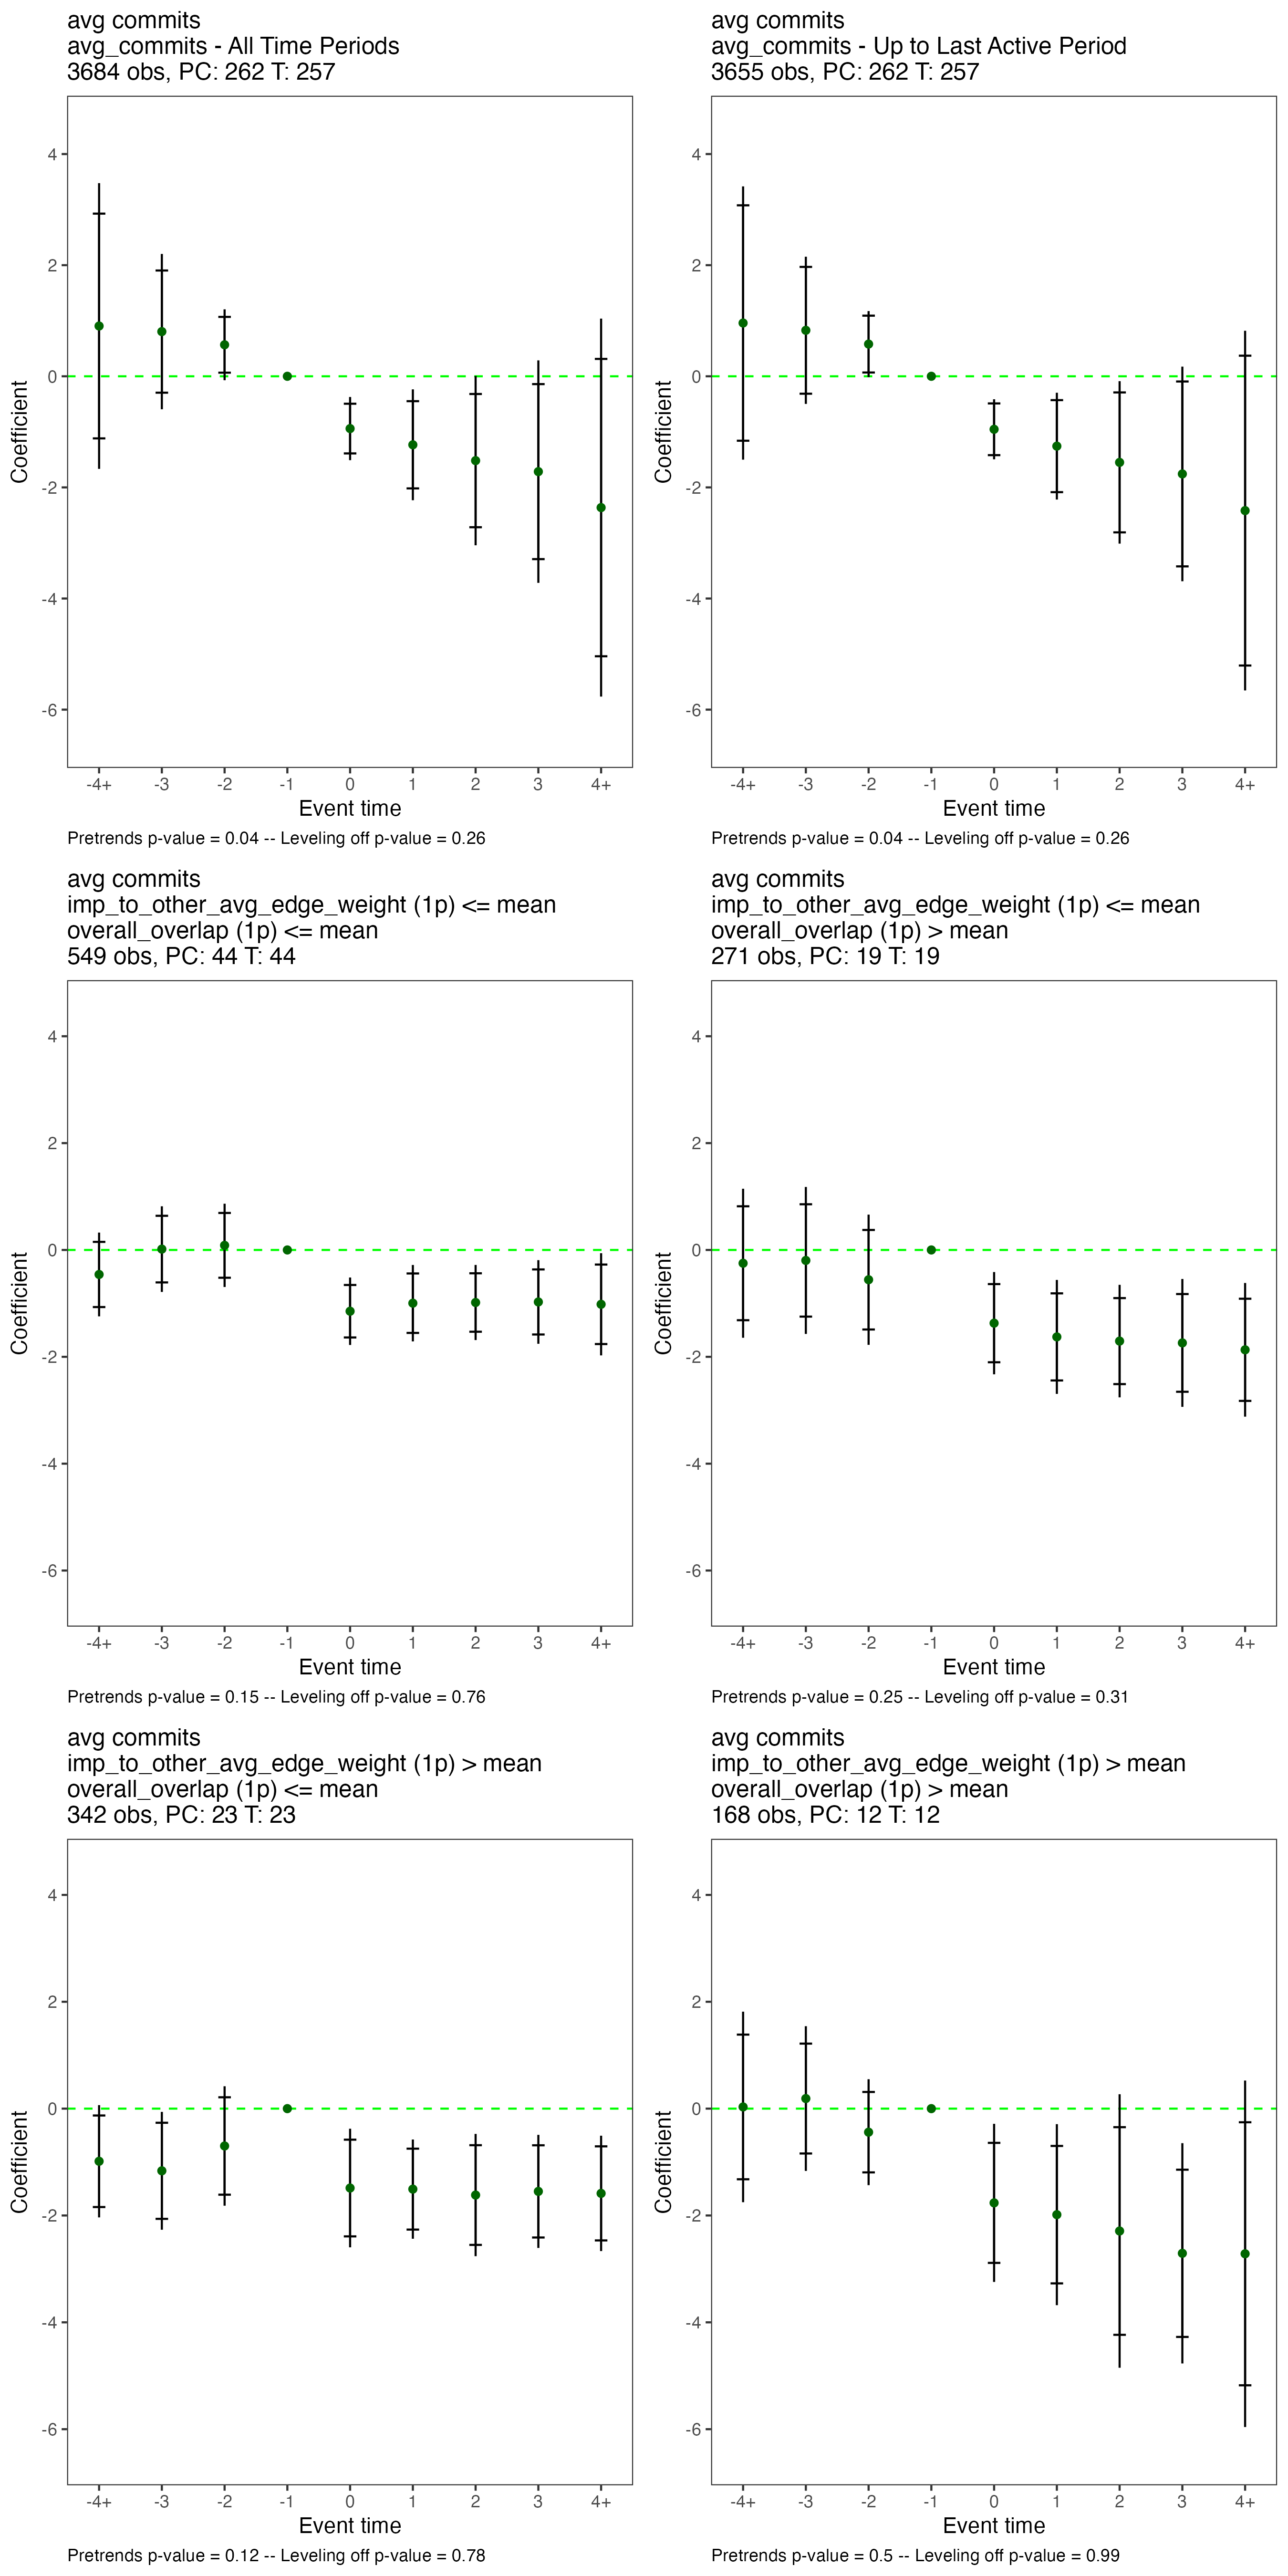 avg commits
avg_commits - All Time Periods
3684 obs, PC: 262 T: 257
4
2
0
-2
-4
-6
Coefficient
-4+ -3 -2 -1 0 1 2 3 4+
Event time
Pretrends p-value = 0.04 -- Leveling off p-value = 0.26
avg commits
avg_commits - Up to Last Active Period
3655 obs, PC: 262 T: 257
4
2
0
-2
-4
-6
Coefficient
-4+ -3 -2 -1 0 1 2 3 4+
Event time
Pretrends p-value = 0.04 -- Leveling off p-value = 0.26
avg commits
imp_to_other_avg_edge_weight (1p) <= mean
overall_overlap (1p) <= mean
549 obs, PC: 44 T: 44
4
2
0
-2
-4
-6
Coefficient
-4+ -3 -2 -1 0 1 2 3 4+
Event time
Pretrends p-value = 0.15 -- Leveling off p-value = 0.76
avg commits
imp_to_other_avg_edge_weight (1p) <= mean
overall_overlap (1p) > mean
271 obs, PC: 19 T: 19
4
2
0
-2
-4
-6
Coefficient
-4+ -3 -2 -1 0 1 2 3 4+
Event time
Pretrends p-value = 0.25 -- Leveling off p-value = 0.31
avg commits
imp_to_other_avg_edge_weight (1p) > mean
overall_overlap (1p) <= mean
342 obs, PC: 23 T: 23
4
2
0
-2
-4
-6
Coefficient
-4+ -3 -2 -1 0 1 2 3 4+
Event time
Pretrends p-value = 0.12 -- Leveling off p-value = 0.78
avg commits
imp_to_other_avg_edge_weight (1p) > mean
overall_overlap (1p) > mean
168 obs, PC: 12 T: 12
4
2
0
-2
-4
-6
Coefficient
-4+ -3 -2 -1 0 1 2 3 4+
Event time
Pretrends p-value = 0.5 -- Leveling off p-value = 0.99